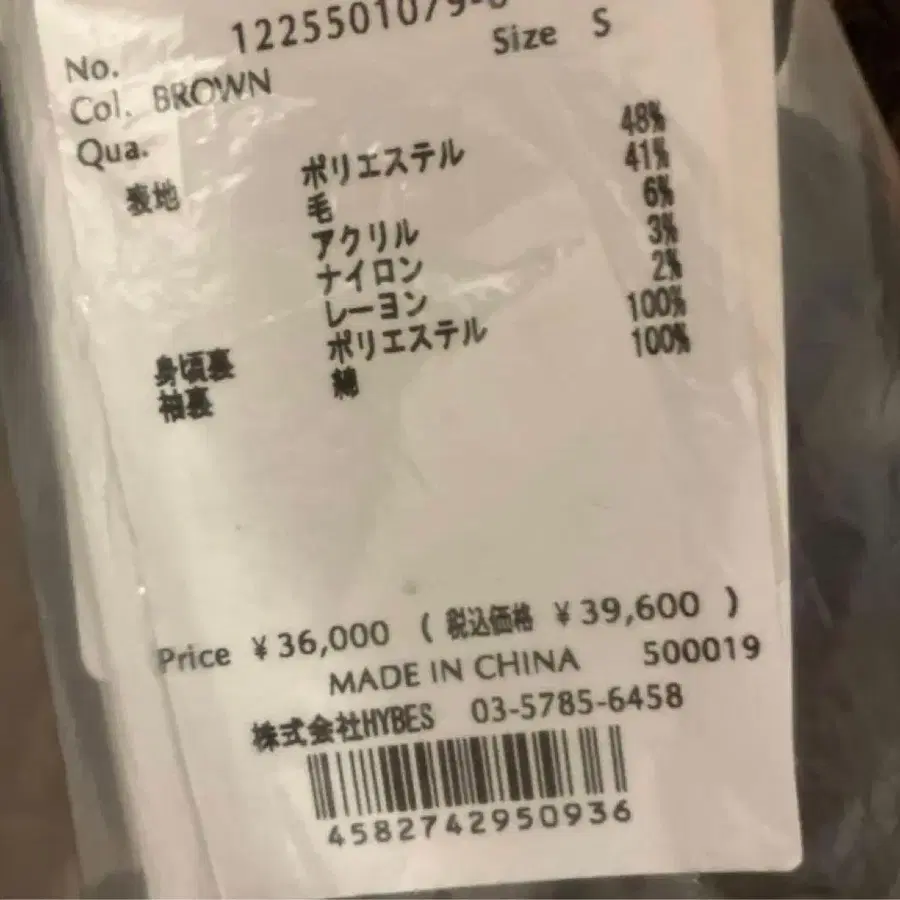 No. 1225501079-
Col. BROWN Size S
Qua.
表地 ポリエステル 48%
毛 41%
アクリル 6%
ナイロン 3%
レーヨン 2%
身頃裏 ポリエステル 100%
袖裏 綿 100%
Price ¥36,000 ( 税込価格 ¥39,600 )
MADE IN CHINA 500019
株式会社HYBES 03-5785-6458
4582742950936